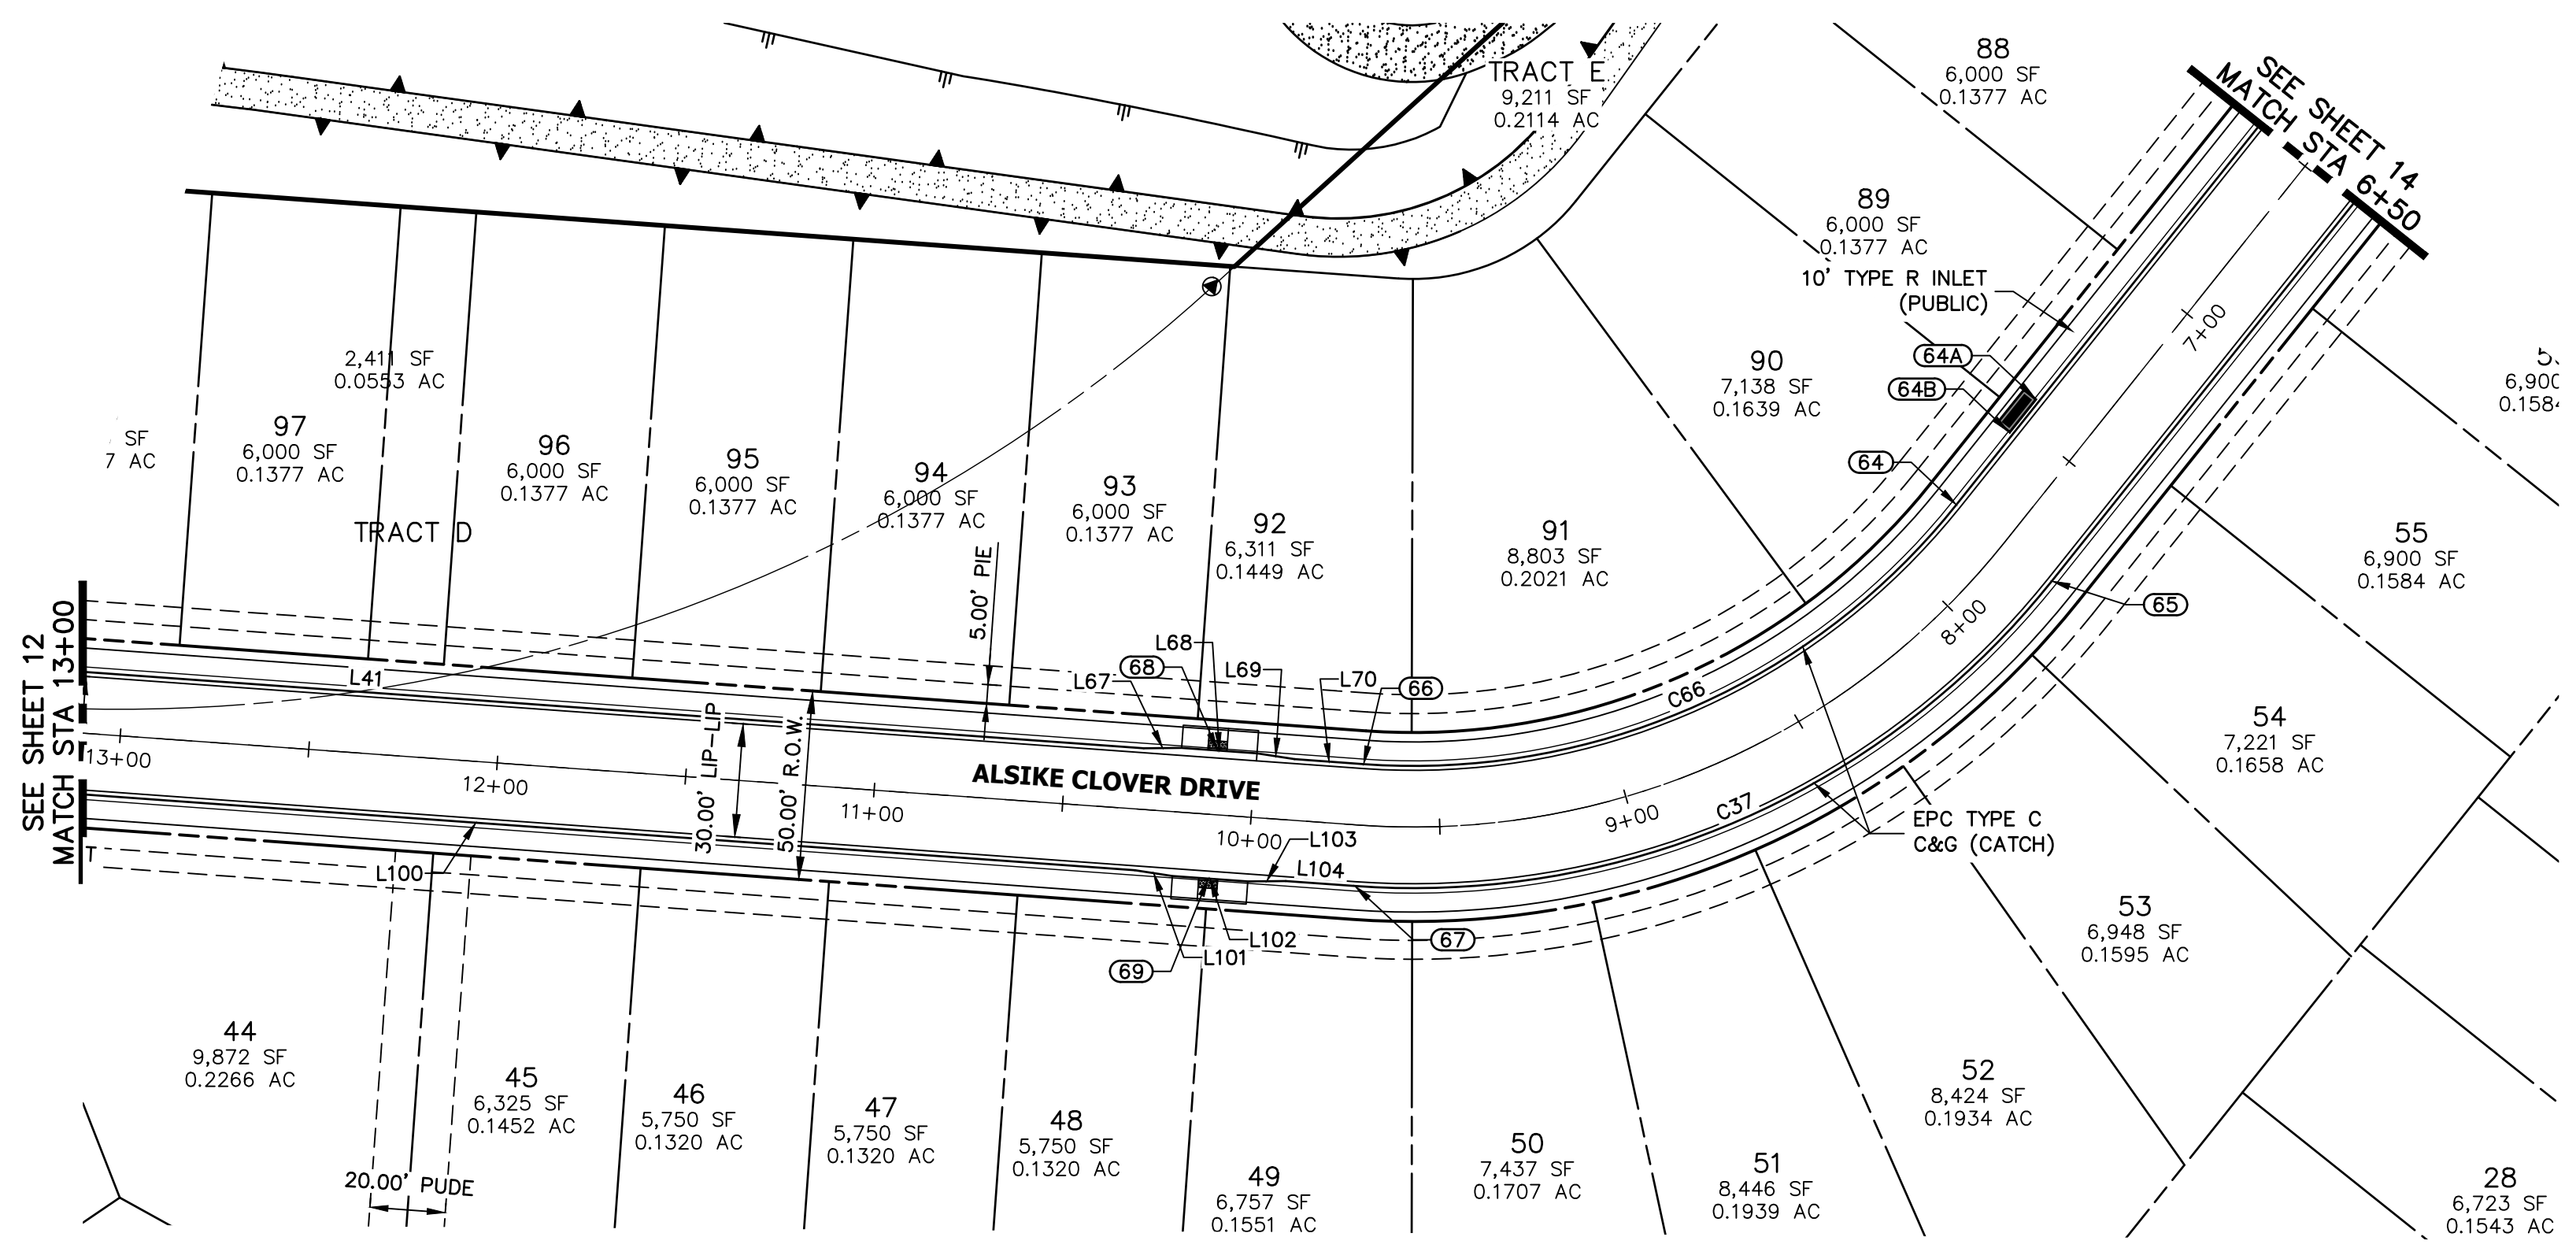 TRACT E
9,211 SF
0.2114 AC
88
6,000 SF
0.1377 AC
SEE SHEET 14
MATCH STA 6+50
89
6,000 SF
0.1377 AC
10' TYPE R INLET
(PUBLIC)
7+00
64A
64B
90
7,138 SF
0.1639 AC
6,900
2,411 SF
0.0553 AC
TRACT D
SF
AC
97
6,000 SF
0.1377 AC
96
6,000 SF
0.1377 AC
95
6,000 SF
0.1377 AC
94
6,000 SF
0.1377 AC
93
6,000 SF
0.1377 AC
92
6,311 SF
0.1449 AC
91
8,803 SF
0.2021 AC
64
55
6,900 SF
0.1584 AC
65
8+00
5.00' PIE
L68
68
L67
L69
L70
66
C66
L41
SEE SHEET 12
MATCH STA 13+00
13+00
12+00
30.00' LIP-LIP
50.00' R.O.W.
11+00
ALSIKE CLOVER DRIVE
10+00
9+00
C37
L103
L104
EPC TYPE C
C&G (CATCH)
54
7,221 SF
0.1658 AC
T
L100
L102
L101
69
67
53
6,948 SF
0.1595 AC
44
9,872 SF
0.2266 AC
45
6,325 SF
0.1452 AC
46
5,750 SF
0.1320 AC
47
5,750 SF
0.1320 AC
48
5,750 SF
0.1320 AC
49
6,757 SF
0.1551 AC
50
7,437 SF
0.1707 AC
51
8,446 SF
0.1939 AC
52
8,424 SF
0.1934 AC
28
6,723 SF
0.1543 AC
20.00' PUDE